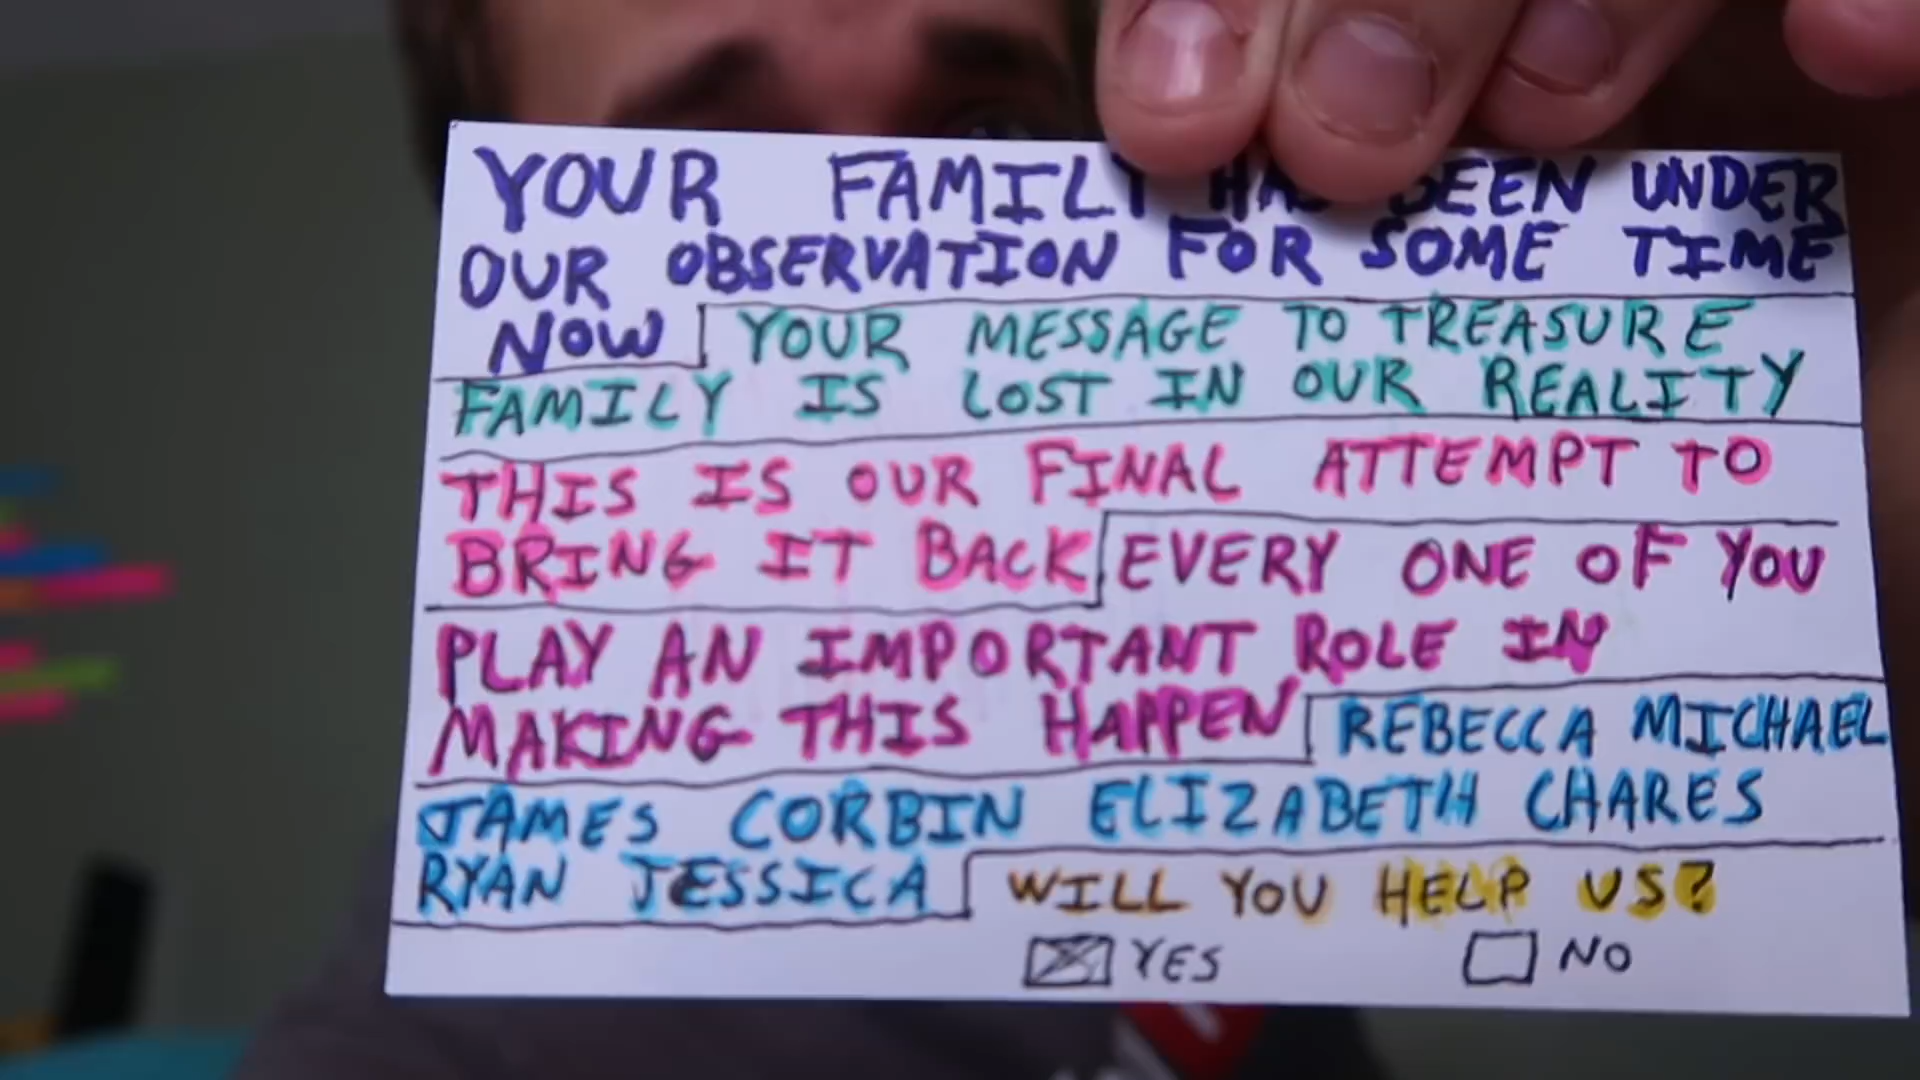 YOUR FAMILY HAS BEEN UNDER
OUR OBSERVATION FOR SOME TIME
NOW YOUR MESSAGE TO TREASURE
FAMILY IS LOST IN OUR REALITY
THIS IS OUR FINAL ATTEMPT TO
BRING IT BACK EVERY ONE OF YOU
PLAY AN IMPORTANT ROLE IN
MAKING THIS HAPPEN REBECCA MICHAEL
JAMES CORBIN ELIZABETH CHARES
RYAN JESSICA WILL YOU HELP US?
YES NO